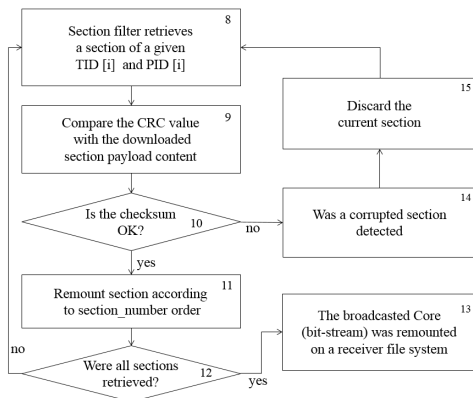 8
Section filter retrieves
a section of a given
TID [i] and PID [i]
9
Compare the CRC value
with the downloaded
section payload content
15
Discard the
current section
Is the checksum
OK?
10
no
yes
14
Was a corrupted section
detected
11
Remount section according
to section_number order
13
The broadcasted Core
(bit-stream) was remounted
on a receiver file system
no
Were all sections
retrieved?
12
yes